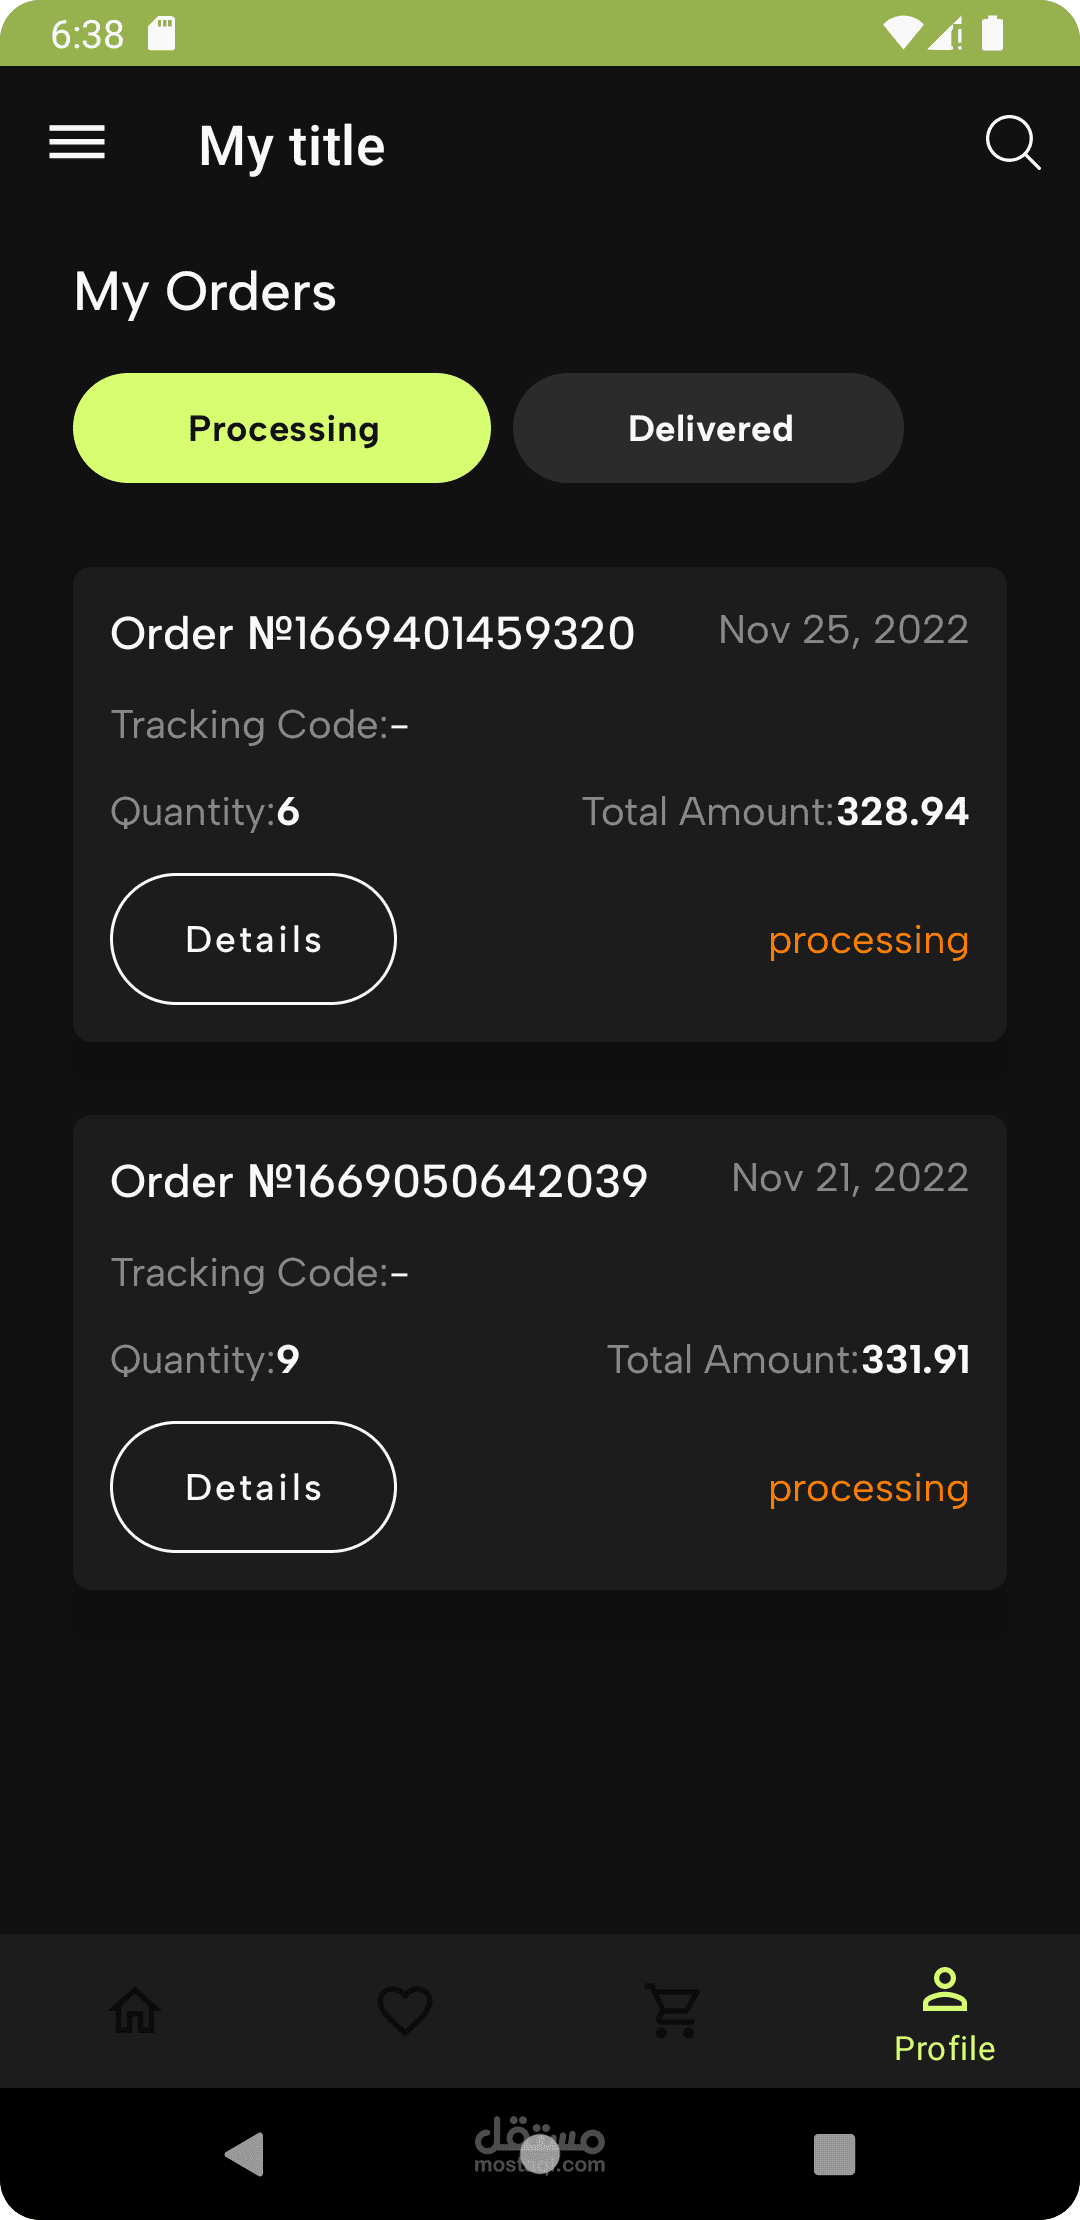 6:38
My title
My Orders
Processing Delivered
Order №1669401459320 Nov 25, 2022
Tracking Code:-
Quantity:6 Total Amount:328.94
Details processing
Order №1669050642039 Nov 21, 2022
Tracking Code:-
Quantity:9 Total Amount:331.91
Details processing
Profile
مستقل
mostaql.com